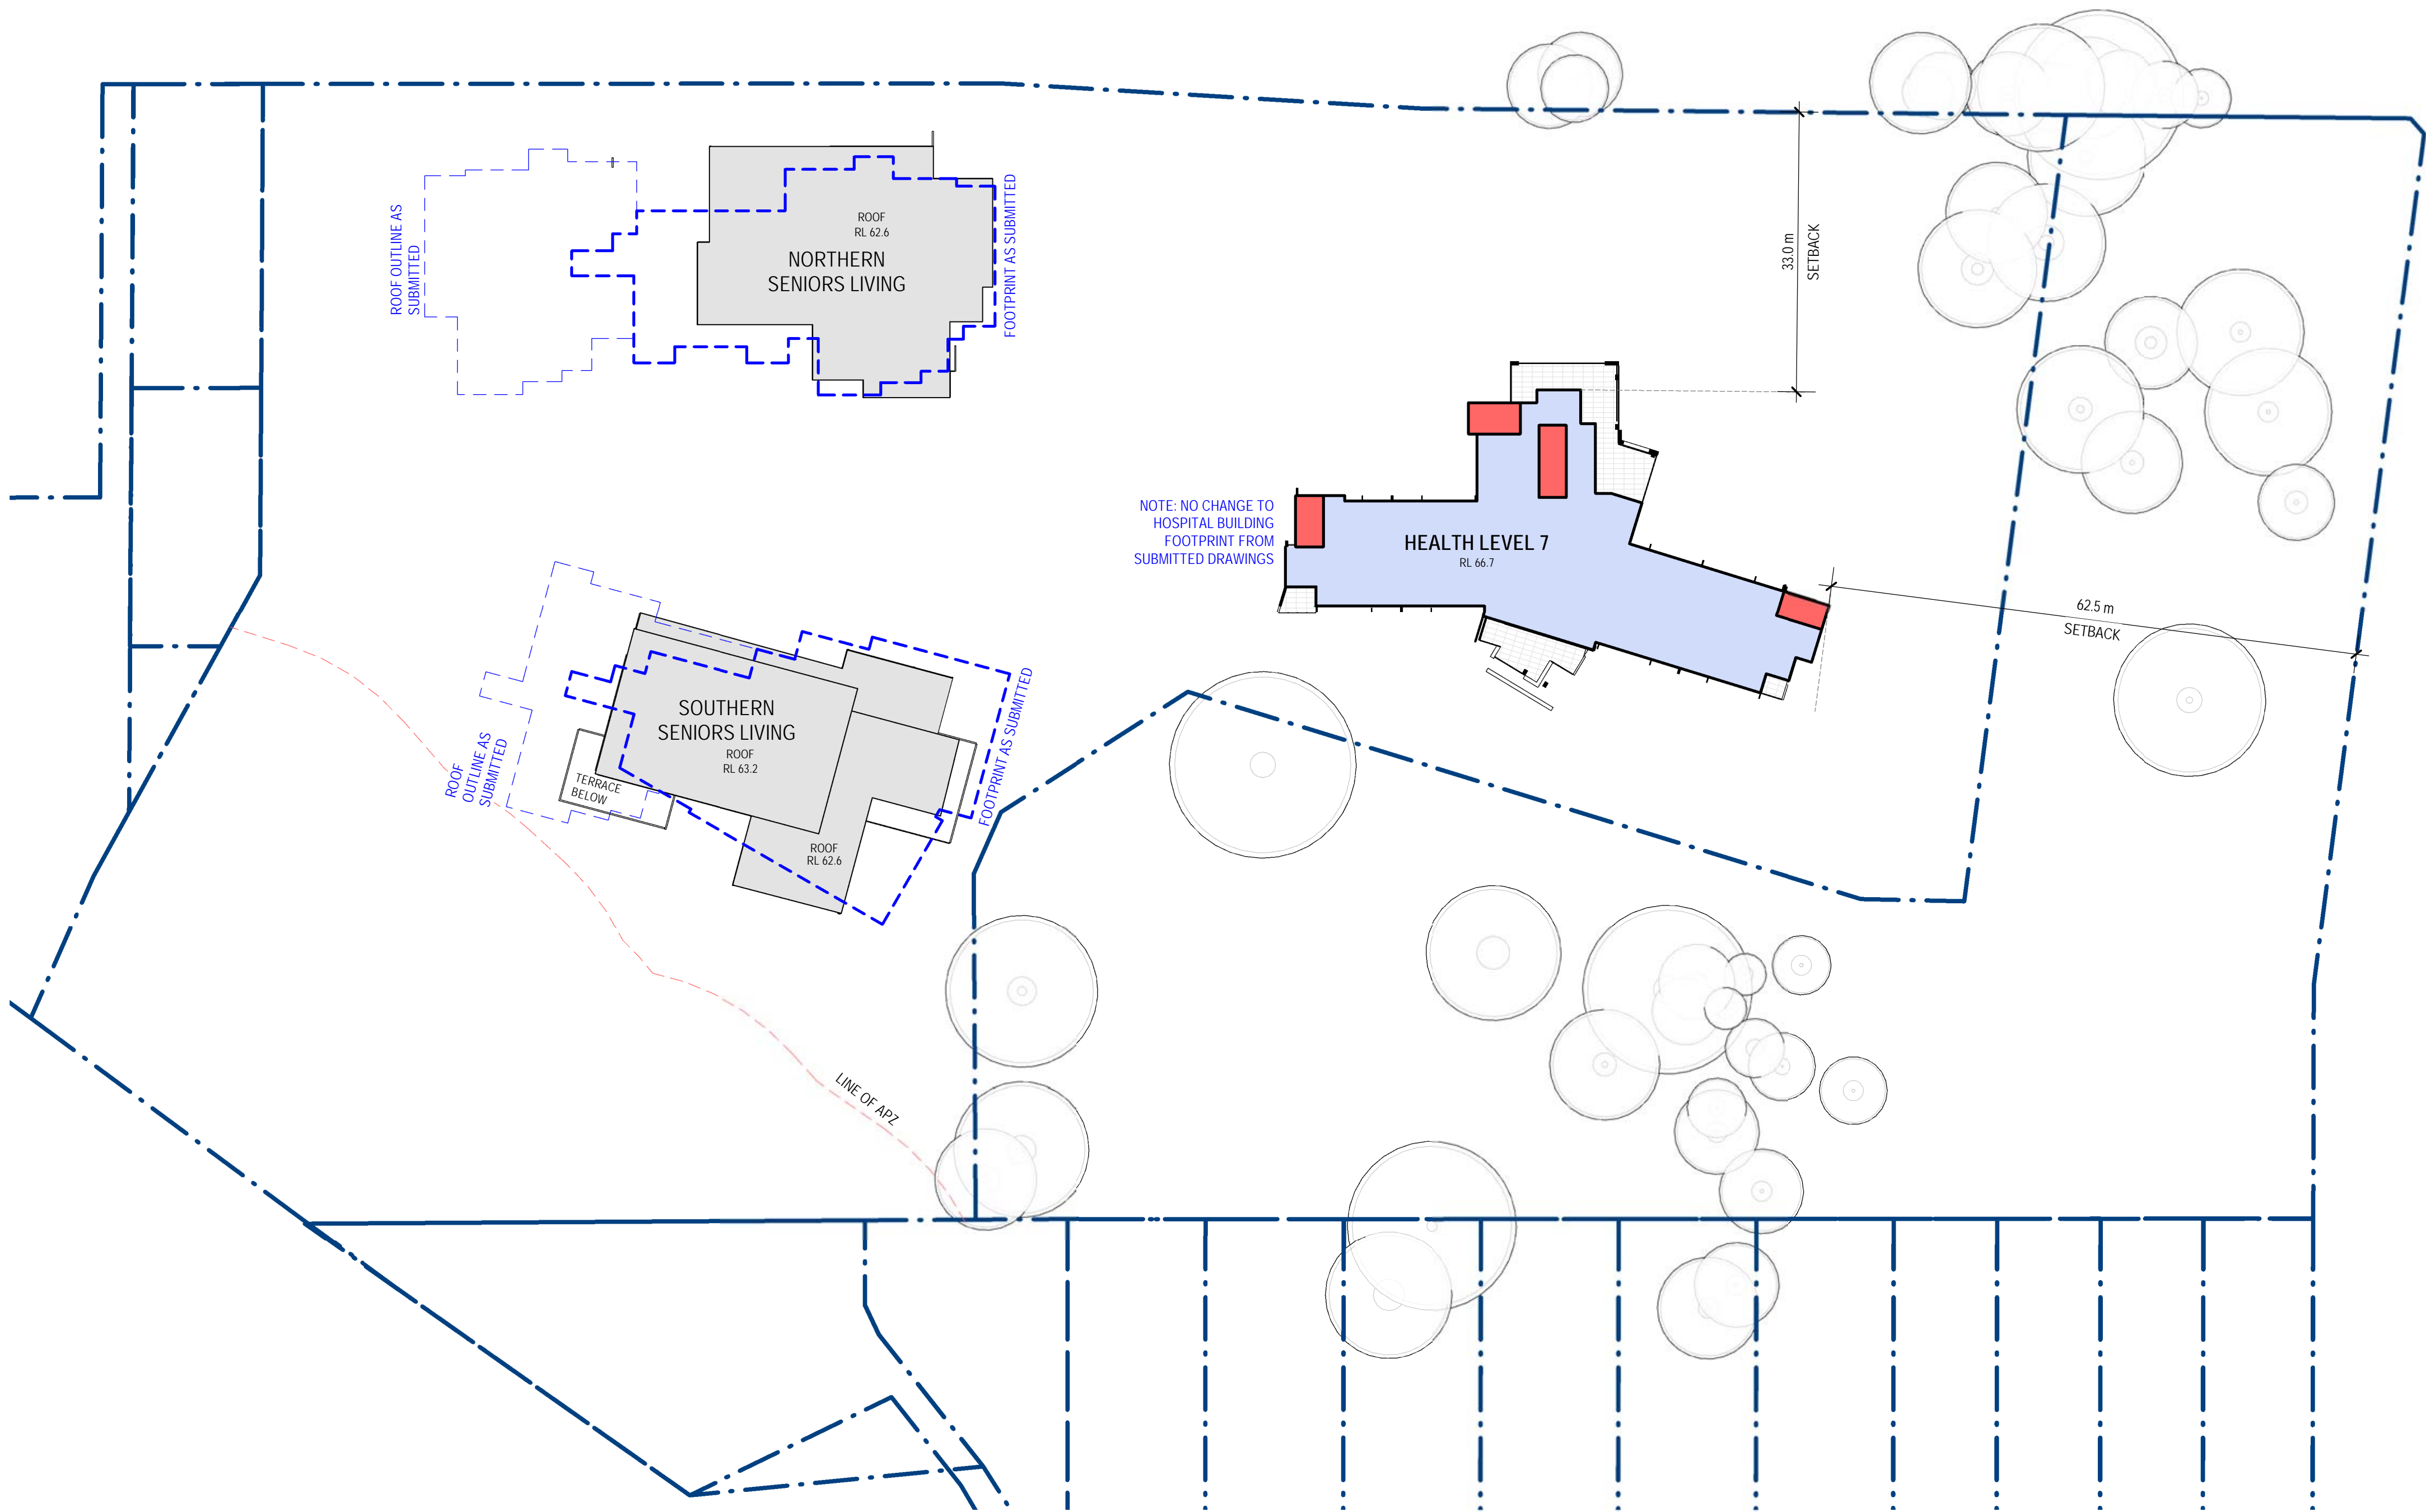 ROOF OUTLINE AS
SUBMITTED
ROOF
RL 62.6
NORTHERN
SENIORS LIVING
FOOTPRINT AS SUBMITTED
33.0 m
SETBACK
NOTE: NO CHANGE TO
HOSPITAL BUILDING
FOOTPRINT FROM
SUBMITTED DRAWINGS
HEALTH LEVEL 7
RL 66.7
62.5 m
SETBACK
SOUTHERN
SENIORS LIVING
ROOF
RL 63.2
ROOF
OUTLINE AS
SUBMITTED
TERRACE
BELOW
FOOTPRINT AS SUBMITTED
ROOF
RL 62.6
LINE OF APZ